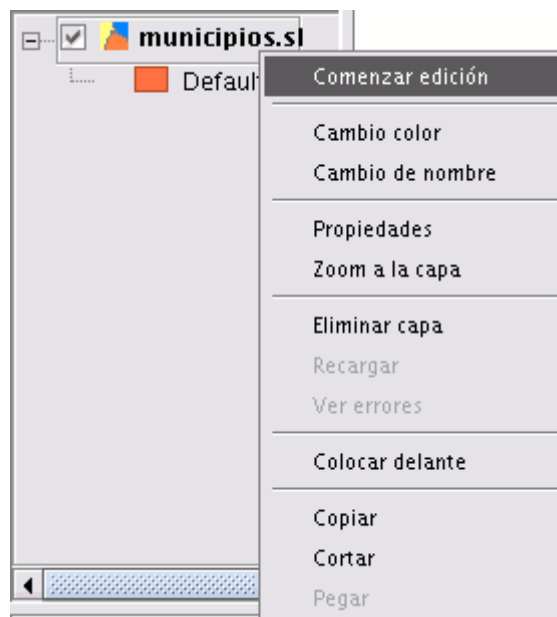 municipios.sl
Default
Comenzar edición
Cambio color
Cambio de nombre
Propiedades
Zoom a la capa
Eliminar capa
Recargar
Ver errores
Colocar delante
Copiar
Cortar
Pegar